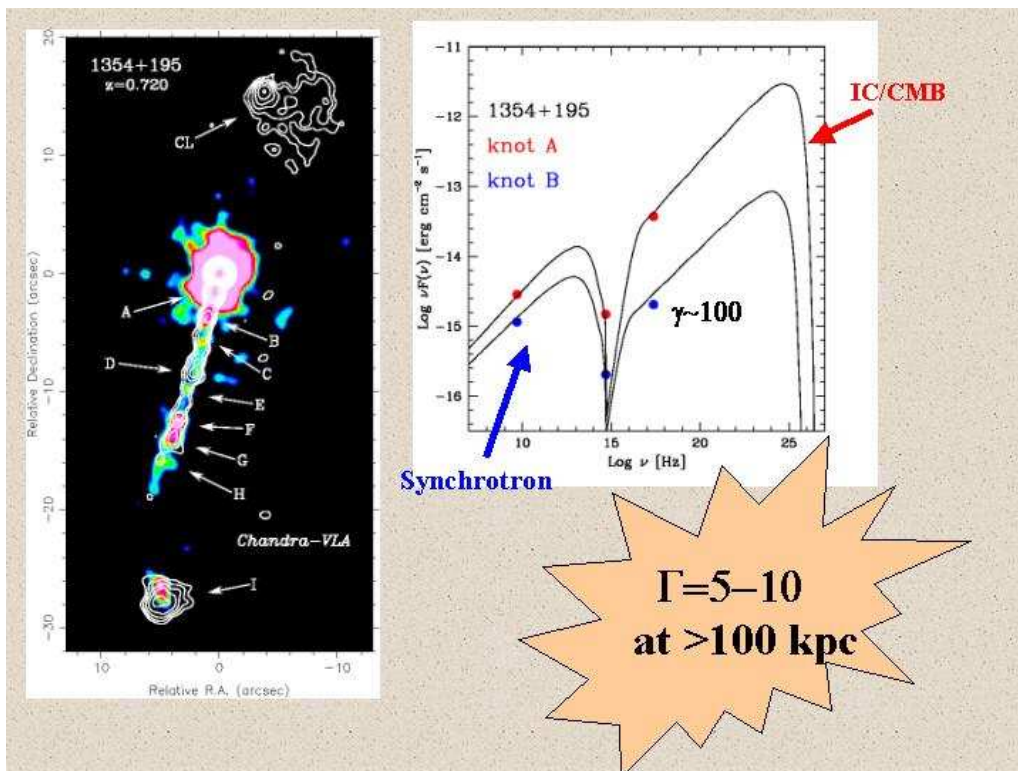 1354+195
z=0.720
CL
A
B
C
D
E
F
G
H
I
Chandra-VLA
20
10
0
-10
-20
-30
Relative Declination (arcsec)
10
0
-10
Relative R.A. (arcsec)
1354+195
knot A
knot B
IC/CMB
γ~100
Synchrotron
-11
-12
-13
-14
-15
-16
Log νF(ν) [erg cm⁻² s⁻¹]
10
15
20
25
Log ν [Hz]
Γ=5–10
at >100 kpc